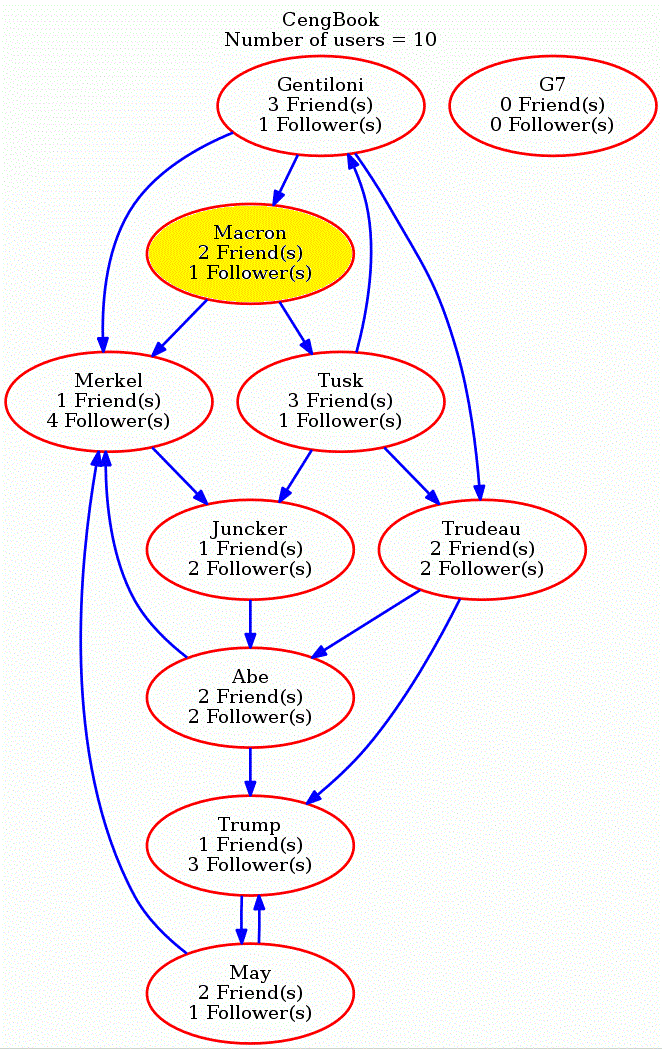 CengBook
Number of users = 10
Gentiloni
3 Friend(s)
1 Follower(s)
G7
0 Friend(s)
0 Follower(s)
Macron
2 Friend(s)
1 Follower(s)
Merkel
1 Friend(s)
4 Follower(s)
Tusk
3 Friend(s)
1 Follower(s)
Juncker
1 Friend(s)
2 Follower(s)
Trudeau
2 Friend(s)
2 Follower(s)
Abe
2 Friend(s)
2 Follower(s)
Trump
1 Friend(s)
3 Follower(s)
May
2 Friend(s)
1 Follower(s)